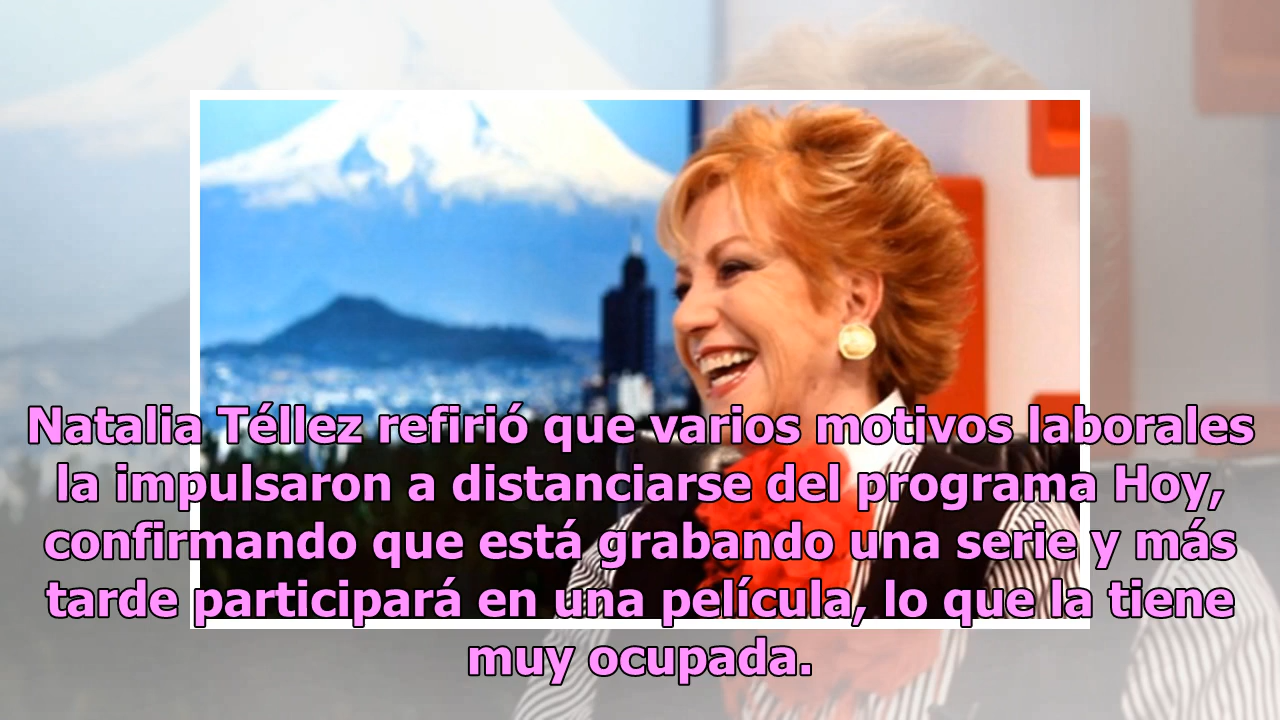 Natalia Téllez refirió que varios motivos laborales
la impulsaron a distanciarse del programa Hoy,
confirmando que está grabando una serie y más
tarde participará en una película, lo que la tiene
muy ocupada.